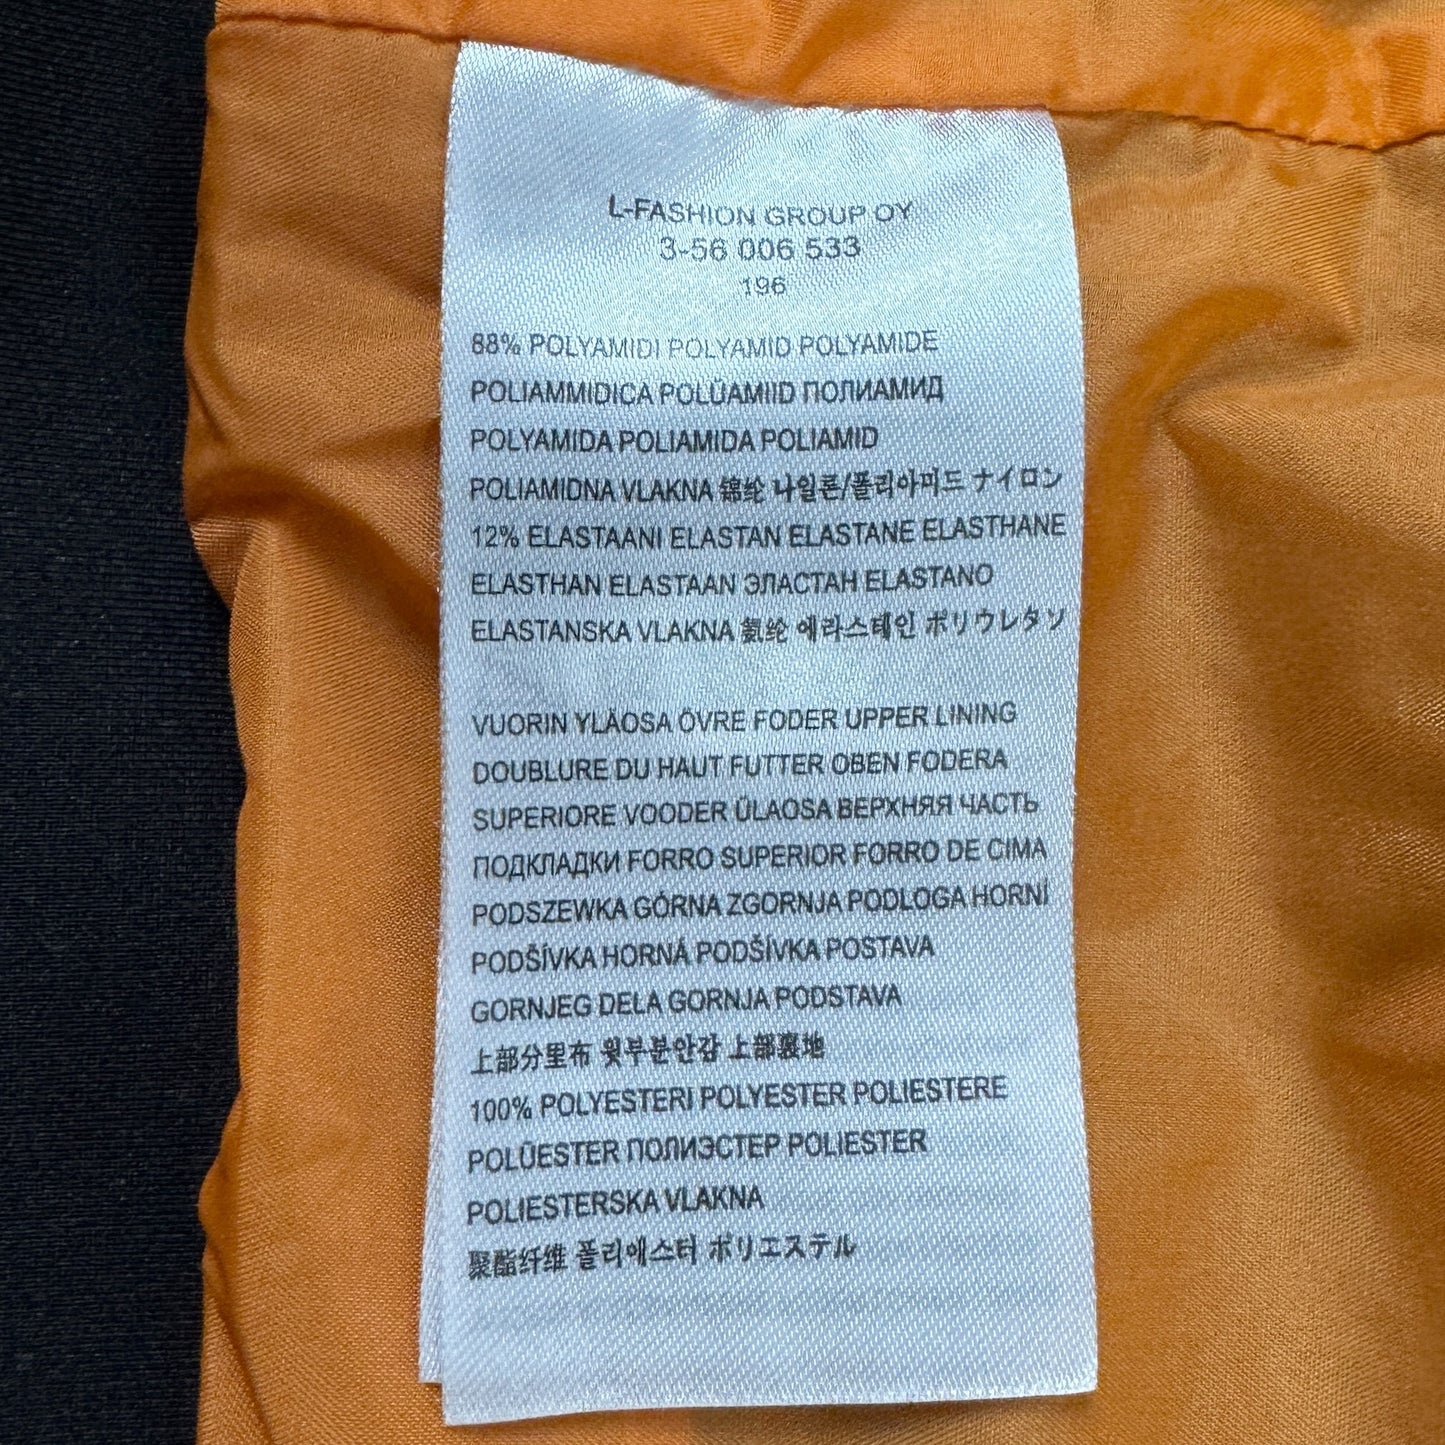 L-FASHION GROUP OY
3-56 006 533
196
88% POLYAMIDI POLYAMID POLYAMIDE
POLIAMMIDICA POLÜAMIID ПОЛИАМИД
POLYAMIDA POLIAMIDA POLIAMID
POLIAMIDNA VLAKNA 锦纶 나일론/폴리아미드 ナイロン
12% ELASTAANI ELASTAN ELASTANE ELASTHANE
ELASTHAN ELASTAAN ЭЛАСТАН ELASTANO
ELASTANSKA VLAKNA 氨纶 에라스테인 ポリウレタソ
VUORIN YLÄOSA ÖVRE FODER UPPER LINING
DOUBLURE DU HAUT FUTTER OBEN FODERA
SUPERIORE VOODER ÜLAOSA ВЕРХНЯЯ ЧАСТЬ
ПОДКЛАДКИ FORRO SUPERIOR FORRO DE CIMA
PODSZEWKA GÓRNA ZGORNJA PODLOGA HORNÍ
PODŠÍVKA HORNÁ PODŠÍVKA POSTAVA
GORNJEG DELA GORNJA PODSTAVA
上部分里布 윗부분안감 上部裏地
100% POLYESTERI POLYESTER POLIESTERE
POLÜESTER ПОЛИЭСТЕР POLIESTER
POLIESTERSKA VLAKNA
聚酯纤维 폴리에스터 ポリエステル